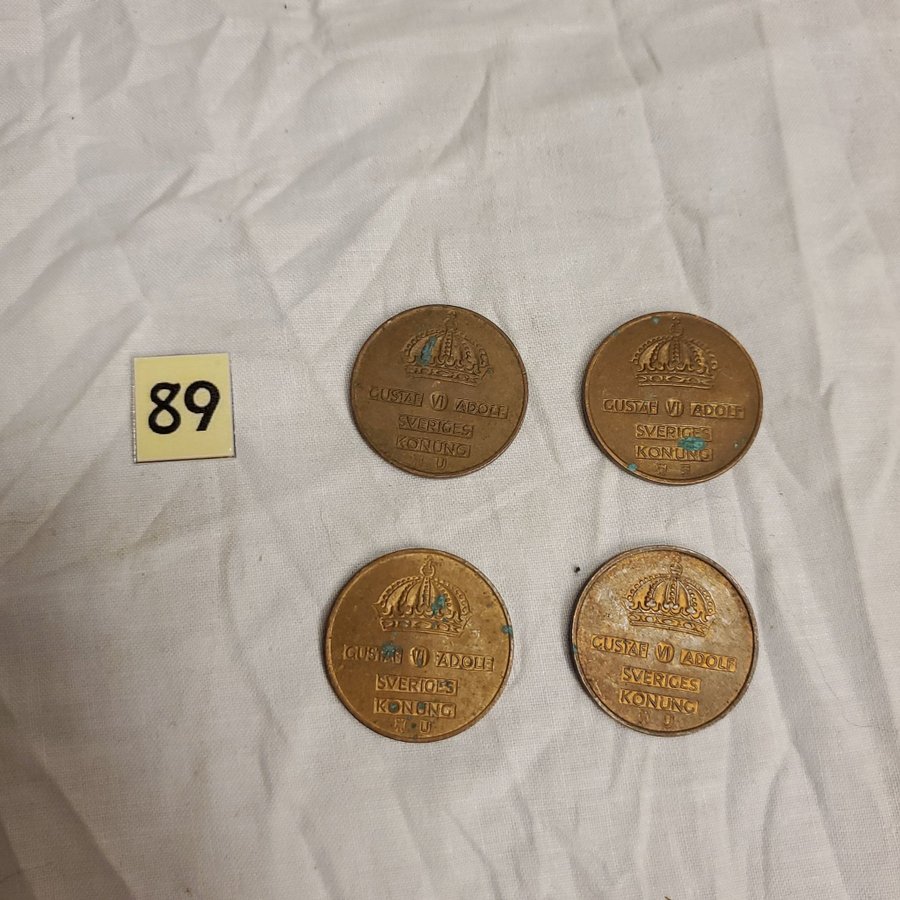 89
GUSTAF VI ADOLF
SVERIGES
KONUNG
U
GUSTAF VI ADOLF
SVERIGES
KONUNG
GUSTAF VI ADOLF
SVERIGES
KONUNG
U
GUSTAF VI ADOLF
SVERIGES
KONUNG
U